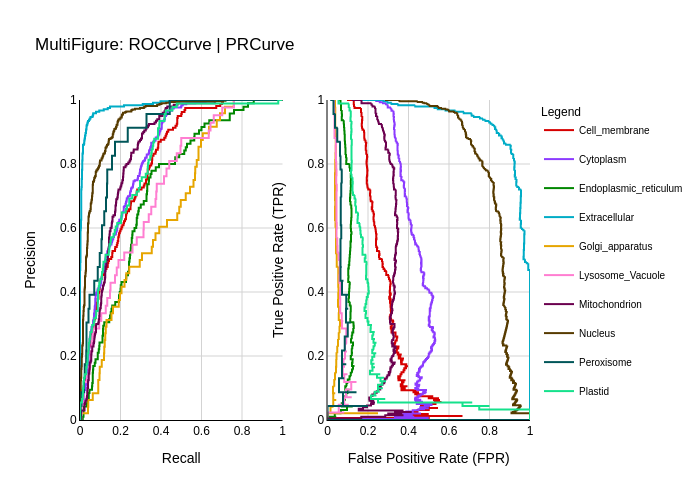 MultiFigure: ROCCurve | PRCurve
Precision
1
0.8
0.6
0.4
0.2
0
0 0.2 0.4 0.6 0.8 1
Recall
True Positive Rate (TPR)
1
0.8
0.6
0.4
0.2
0
0 0.2 0.4 0.6 0.8 1
False Positive Rate (FPR)
Legend
Cell_membrane
Cytoplasm
Endoplasmic_reticulum
Extracellular
Golgi_apparatus
Lysosome_Vacuole
Mitochondrion
Nucleus
Peroxisome
Plastid